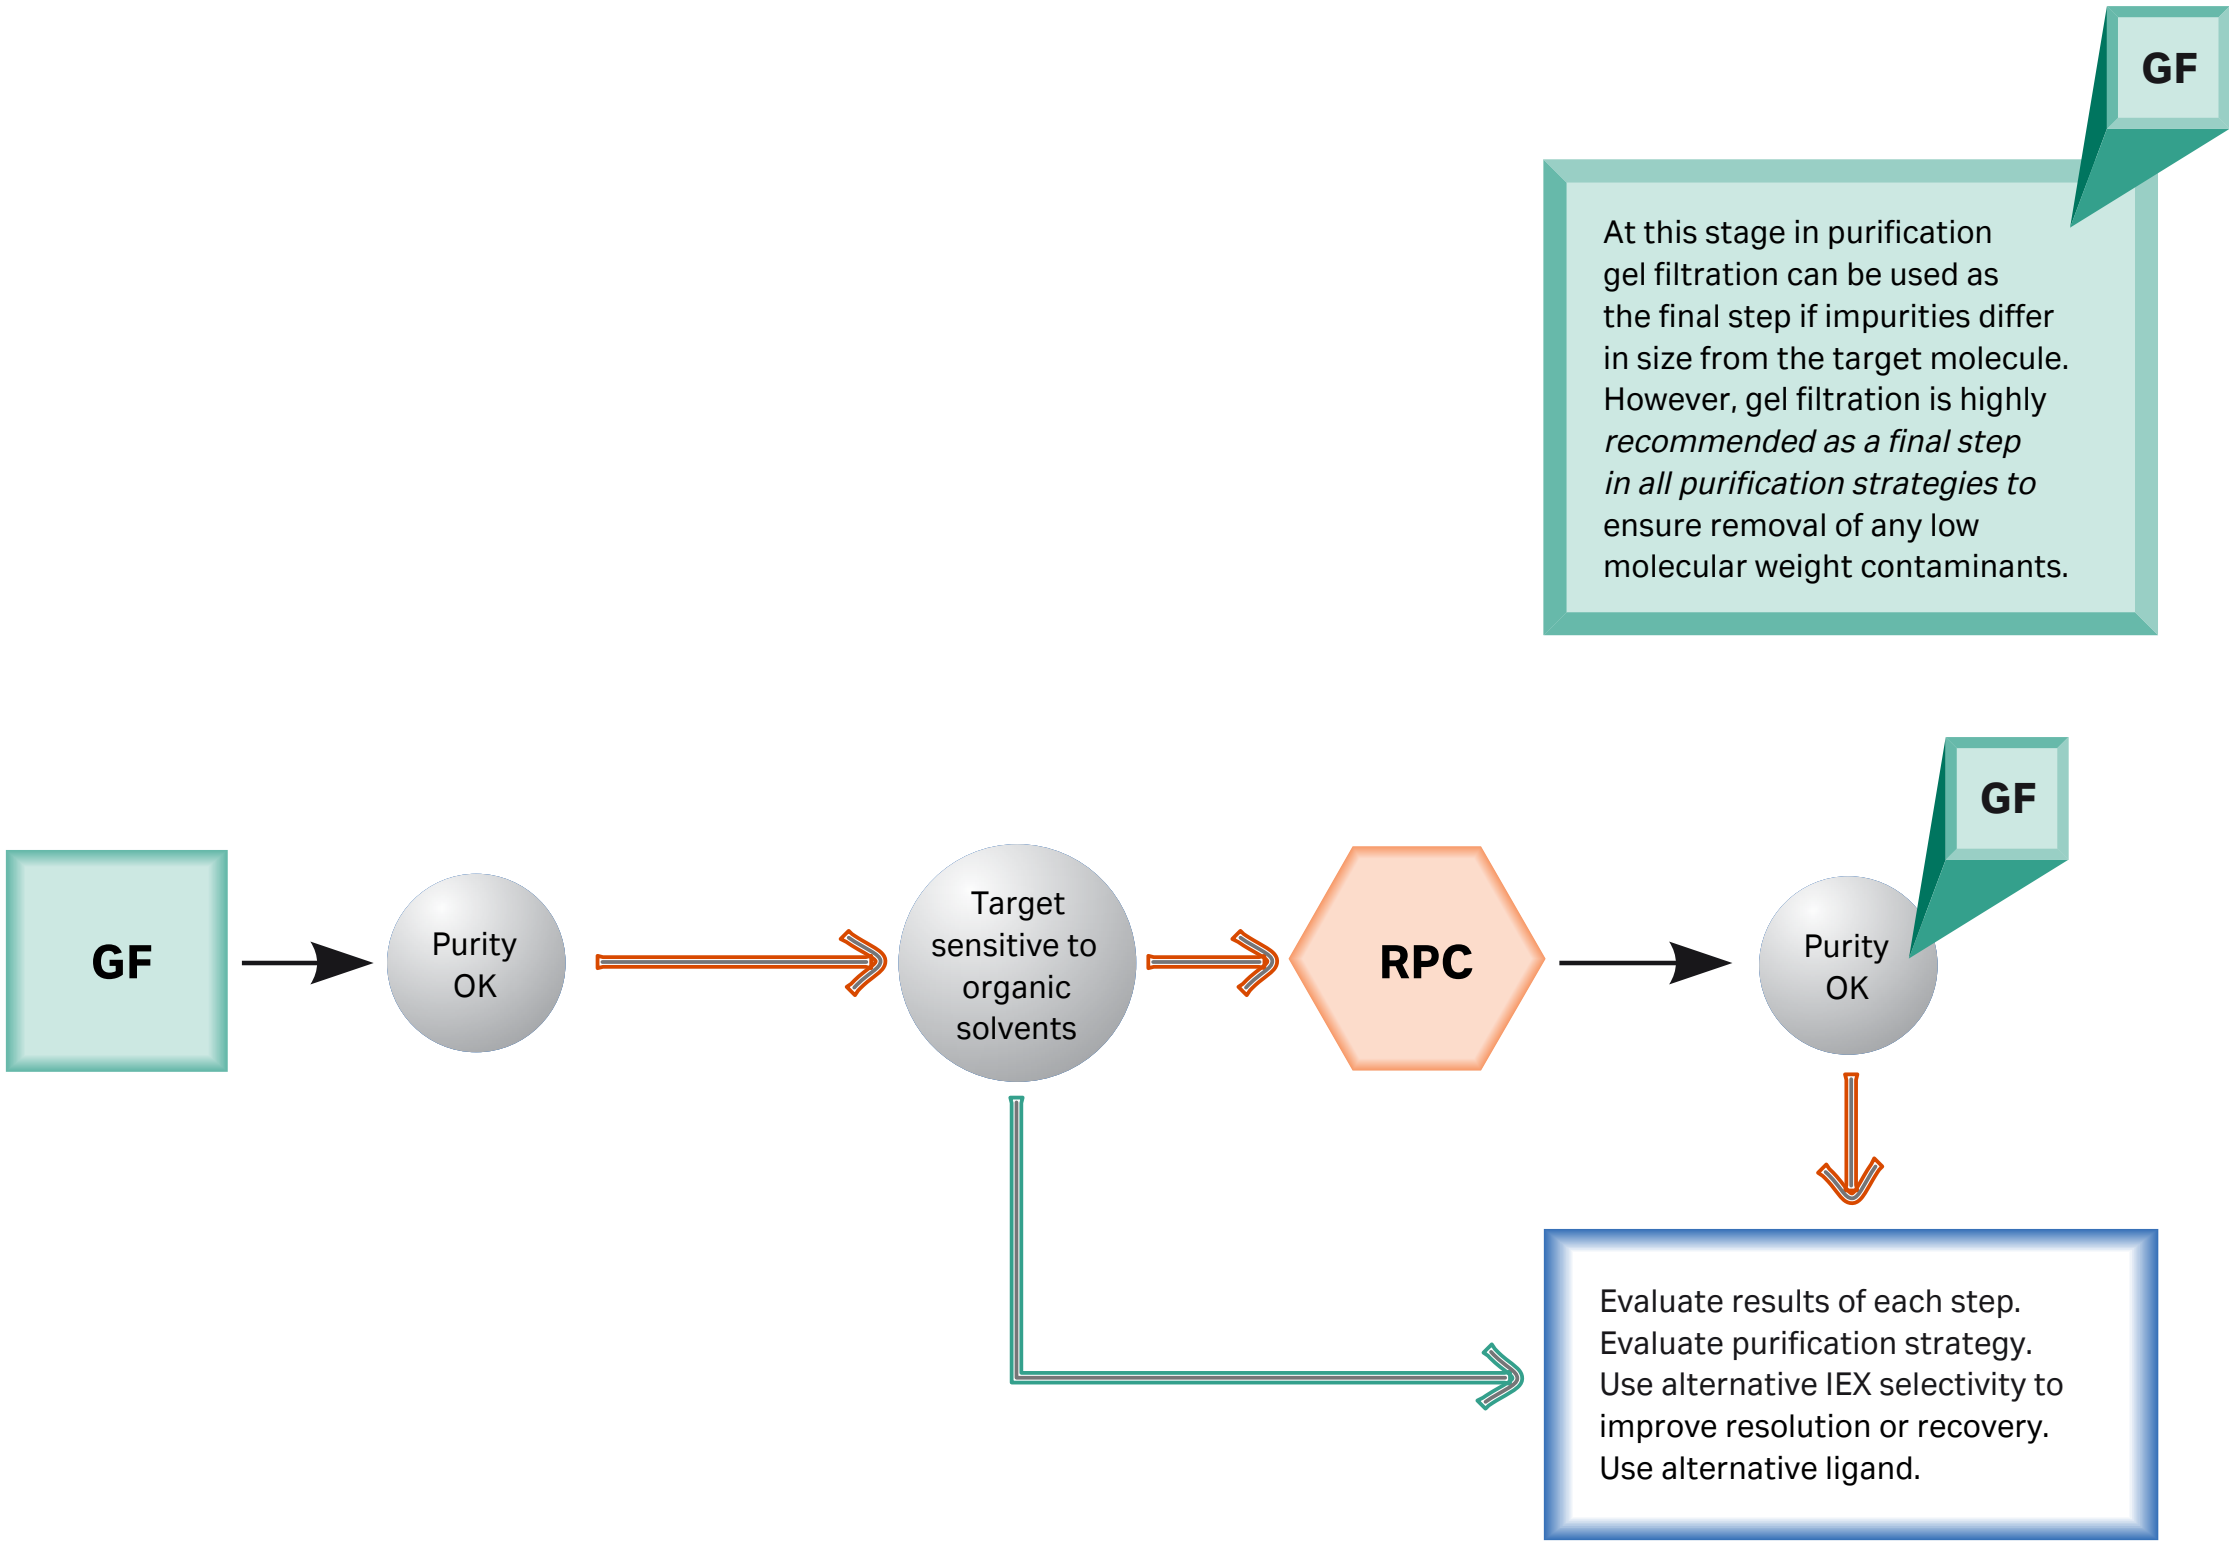 GF
At this stage in purification
gel filtration can be used as
the final step if impurities differ
in size from the target molecule.
However, gel filtration is highly
recommended as a final step
in all purification strategies to
ensure removal of any low
molecular weight contaminants.
GF
GF
Purity
OK
Target
sensitive to
organic
solvents
RPC
Purity
OK
Evaluate results of each step.
Evaluate purification strategy.
Use alternative IEX selectivity to
improve resolution or recovery.
Use alternative ligand.